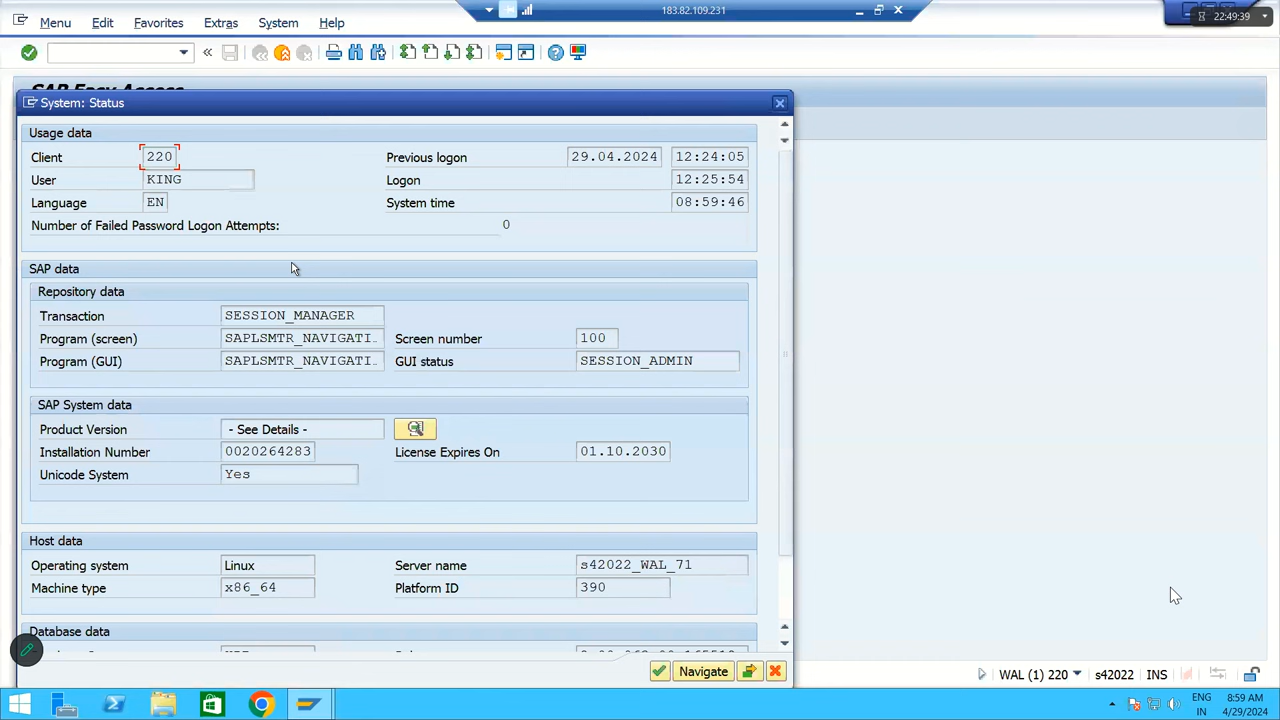 183.82.109.231
22:49:39
Menu Edit Favorites Extras System Help
SAP Easy Access
System: Status
Usage data
Client 220 Previous logon 29.04.2024 12:24:05
User KING Logon 12:25:54
Language EN System time 08:59:46
Number of Failed Password Logon Attempts: 0
SAP data
Repository data
Transaction SESSION_MANAGER
Program (screen) SAPLSMTR_NAVIGATI.. Screen number 100
Program (GUI) SAPLSMTR_NAVIGATI.. GUI status SESSION_ADMIN
SAP System data
Product Version - See Details -
Installation Number 0020264283 License Expires On 01.10.2030
Unicode System Yes
Host data
Operating system Linux Server name s42022_WAL_71
Machine type x86_64 Platform ID 390
Database data
Navigate
WAL (1) 220 s42022 INS
ENG 8:59 AM
IN 4/29/2024